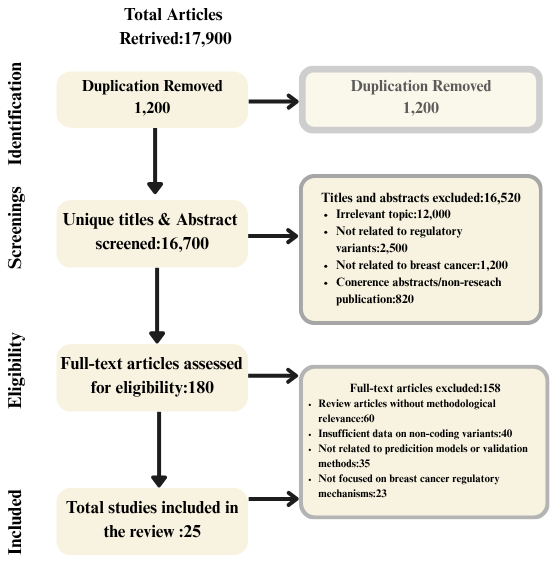 Total Articles
Retrived:17,900
Identification
Duplication Removed
1,200
Duplication Removed
1,200
Screenings
Unique titles & Abstract
screened:16,700
Titles and abstracts excluded:16,520
• Irrelevant topic:12,000
• Not related to regulatory
variants:2,500
• Not related to breast cancer:1,200
• Conerence abstracts/non-reseach
publication:820
Eligibility
Full-text articles assessed
for eligibility:180
Full-text articles excluded:158
• Review articles without methodological
relevance:60
• Insufficient data on non-coding variants:40
• Not related to predicition models or validation
methods:35
• Not focused on breast cancer regulatory
mechanisms:23
Included
Total studies included in
the review :25